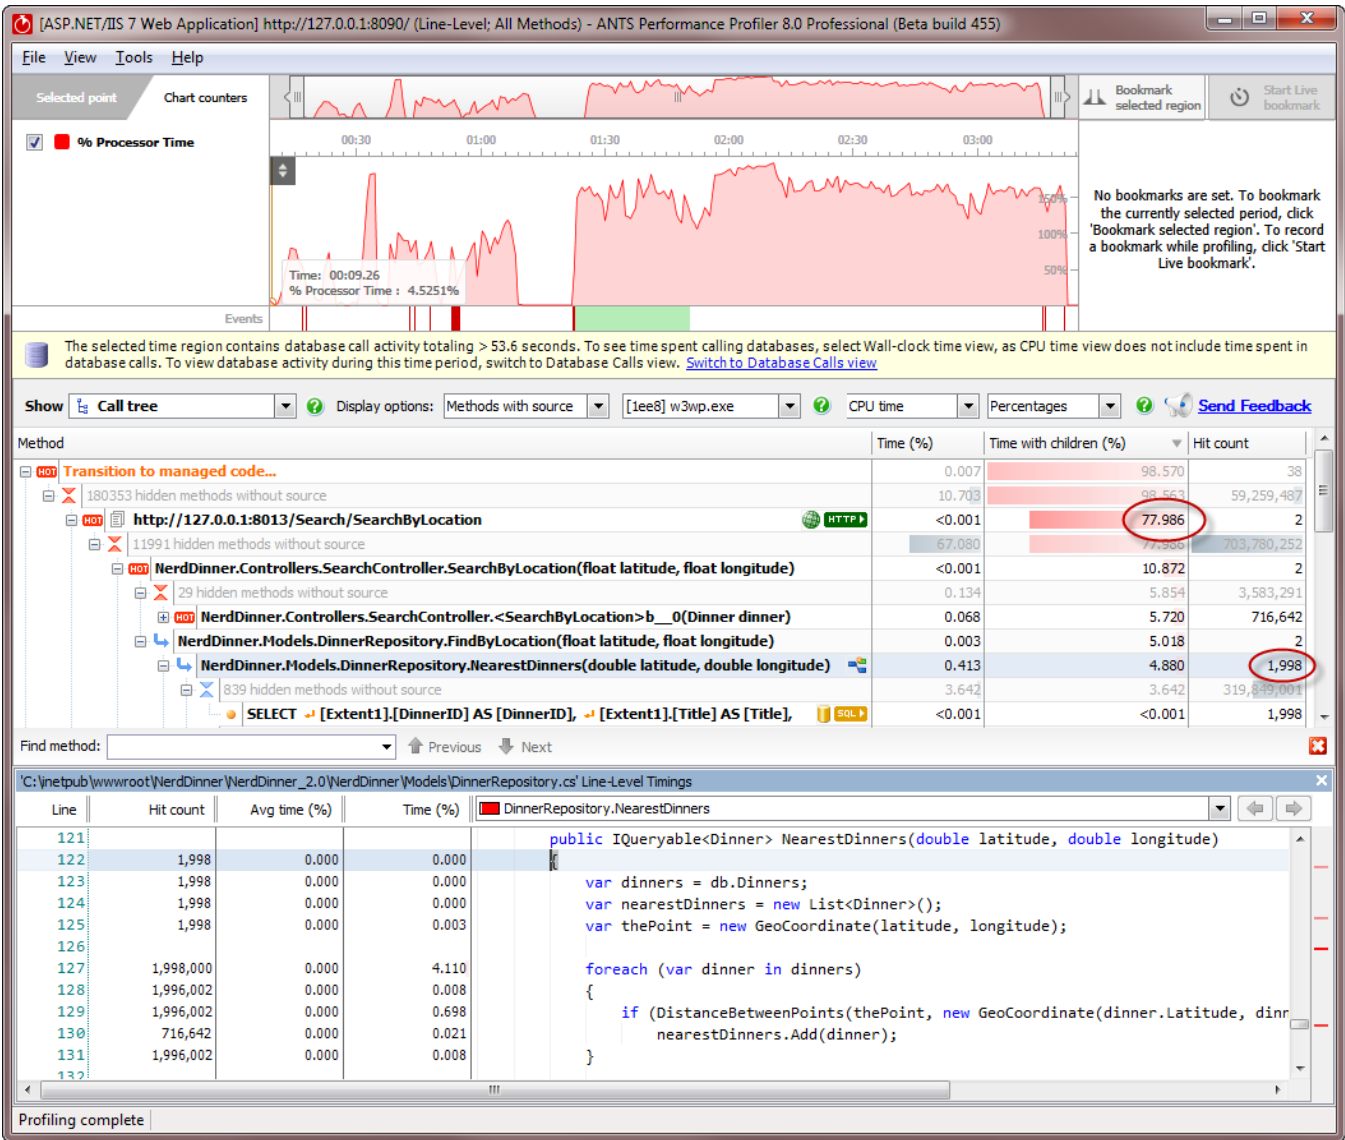 [ASP.NET/IIS 7 Web Application] http://127.0.0.1:8090/ (Line-Level; All Methods) - ANTS Performance Profiler 8.0 Professional (Beta build 455)
File View Tools Help
Selected point Chart counters
Bookmark selected region
Start Live bookmark
% Processor Time
00:30 01:00 01:30 02:00 02:30 03:00
150%
100%
50%
Time: 00:09.26
% Processor Time : 4.5251%
No bookmarks are set. To bookmark
the currently selected period, click
'Bookmark selected region'. To record
a bookmark while profiling, click 'Start
Live bookmark'.
Events
The selected time region contains database call activity totaling > 53.6 seconds. To see time spent calling databases, select Wall-clock time view, as CPU time view does not include time spent in
database calls. To view database activity during this time period, switch to Database Calls view. Switch to Database Calls view
Show Call tree Display options: Methods with source [1ee8] w3wp.exe CPU time Percentages Send Feedback
Method Time (%) Time with children (%) Hit count
HOT Transition to managed code... 0.007 98.570 38
180353 hidden methods without source 10.703 98.563 59,259,487
HOT http://127.0.0.1:8013/Search/SearchByLocation HTTP <0.001 77.986 2
11991 hidden methods without source 67.080 77.986 703,780,252
HOT NerdDinner.Controllers.SearchController.SearchByLocation(float latitude, float longitude) <0.001 10.872 2
29 hidden methods without source 0.134 5.854 3,583,291
HOT NerdDinner.Controllers.SearchController.<SearchByLocation>b__0(Dinner dinner) 0.068 5.720 716,642
NerdDinner.Models.DinnerRepository.FindByLocation(float latitude, float longitude) 0.003 5.018 2
NerdDinner.Models.DinnerRepository.NearestDinners(double latitude, double longitude) 0.413 4.880 1,998
839 hidden methods without source 3.642 3.642 319,849,001
SELECT [Extent1].[DinnerID] AS [DinnerID], [Extent1].[Title] AS [Title], SQL <0.001 <0.001 1,998
Find method: Previous Next
'C:\inetpub\wwwroot\NerdDinner\NerdDinner_2.0\NerdDinner\Models\DinnerRepository.cs' Line-Level Timings
Line Hit count Avg time (%) Time (%) DinnerRepository.NearestDinners
121 public IQueryable<Dinner> NearestDinners(double latitude, double longitude)
122 1,998 0.000 0.000 {
123 1,998 0.000 0.000 var dinners = db.Dinners;
124 1,998 0.000 0.000 var nearestDinners = new List<Dinner>();
125 1,998 0.000 0.003 var thePoint = new GeoCoordinate(latitude, longitude);
126
127 1,998,000 0.000 4.110 foreach (var dinner in dinners)
128 1,996,002 0.000 0.008 {
129 1,996,002 0.000 0.698 if (DistanceBetweenPoints(thePoint, new GeoCoordinate(dinner.Latitude, dinn
130 716,642 0.000 0.021 nearestDinners.Add(dinner);
131 1,996,002 0.000 0.008 }
132
Profiling complete